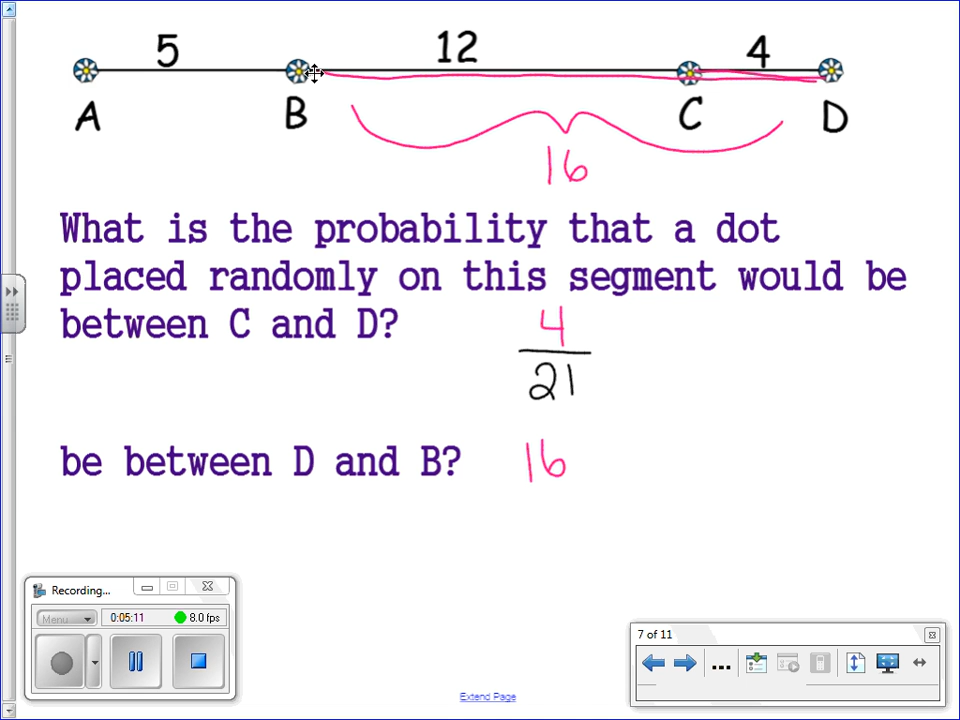 5 12 4
A B C D
16
What is the probability that a dot
placed randomly on this segment would be
between C and D?
4
21
be between D and B? 16
Recording...
Menu 0:05:11 8.0 fps
7 of 11
...
Extend Page